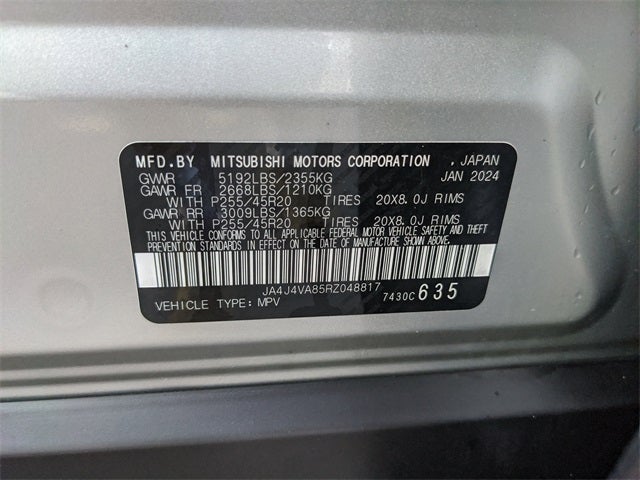 MFD.BY MITSUBISHI MOTORS CORPORATION , JAPAN
GVWR 5192LBS/2355KG JAN 2024
GAWR FR 2668LBS/1210KG
WITH P255/45R20 TIRES 20X8.0J RIMS
GAWR RR 3009LBS/1365KG
WITH P255/45R20 TIRES 20X8.0J RIMS
THIS VEHICLE CONFORMS TO ALL APPLICABLE FEDERAL MOTOR VEHICLE SAFETY AND THEFT
PREVENTION STANDARDS IN EFFECT ON THE DATE OF MANUFACTURE SHOWN ABOVE.
JA4J4VA85RZ048817
VEHICLE TYPE: MPV 7430C 635